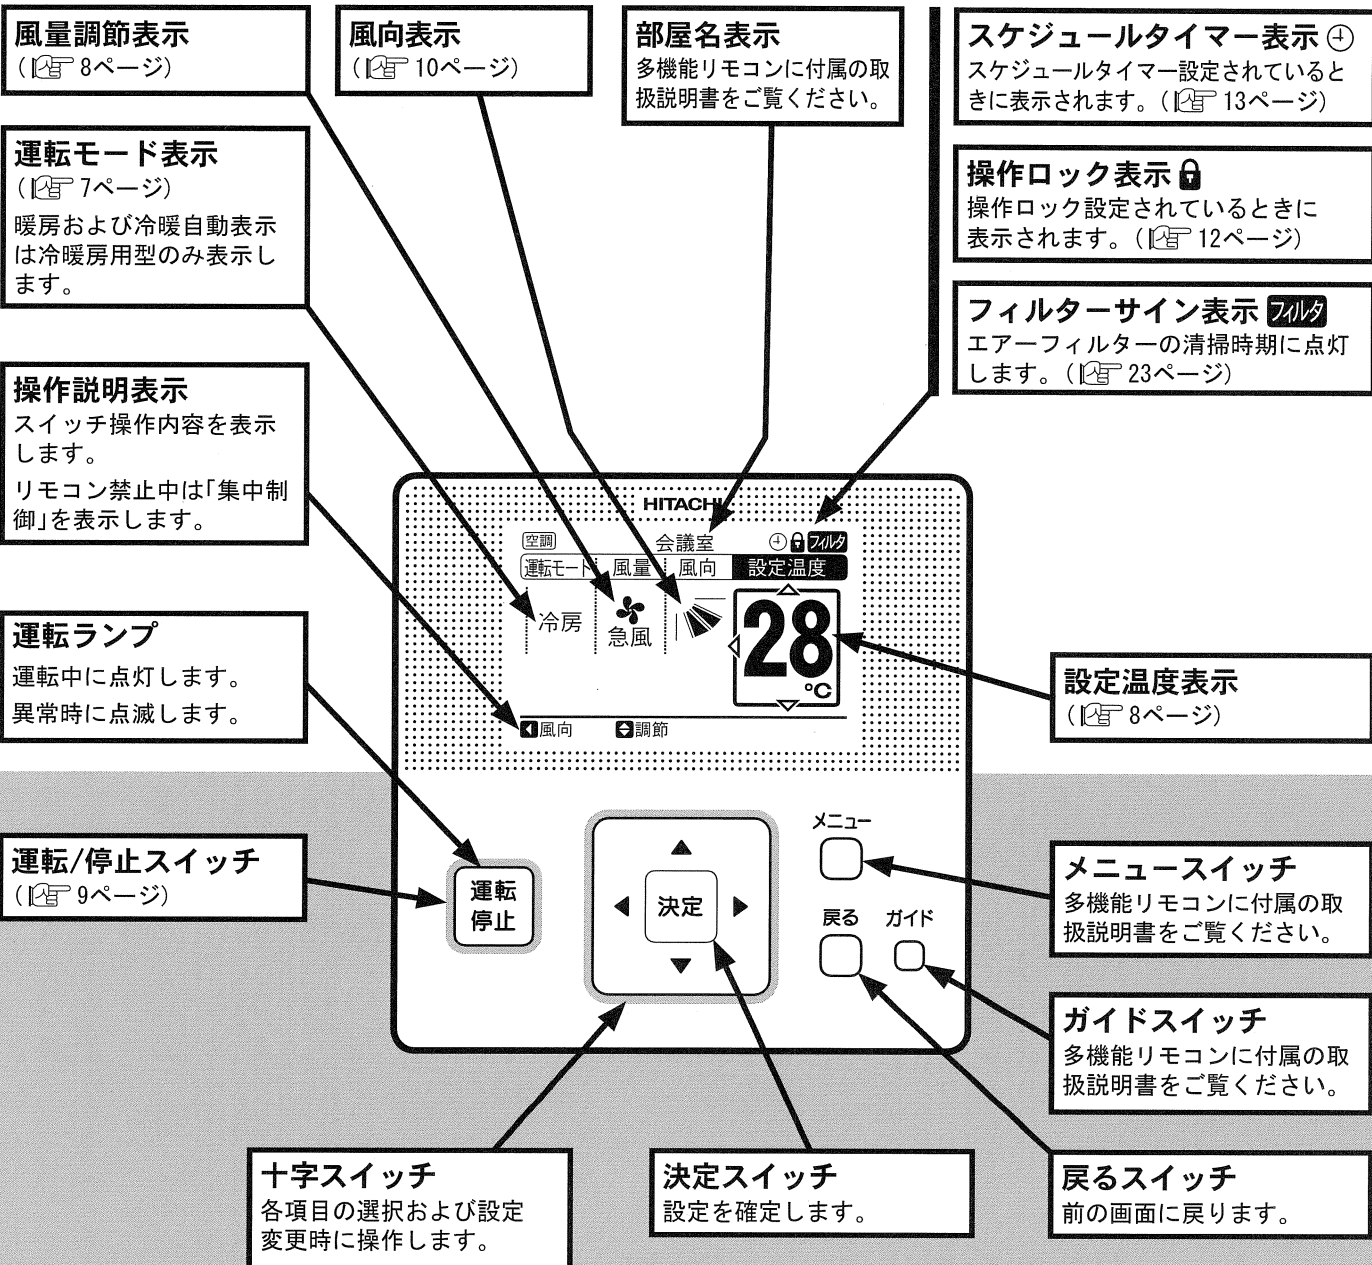 風量調節表示
(8ページ)
風向表示
(10ページ)
部屋名表示
多機能リモコンに付属の取
扱説明書をご覧ください。
スケジュールタイマー表示
スケジュールタイマー設定されていると
きに表示されます。(13ページ)
運転モード表示
(7ページ)
暖房および冷暖自動表示
は冷暖房用型のみ表示し
ます。
操作ロック表示
操作ロック設定されているときに
表示されます。(12ページ)
フィルターサイン表示 フィルタ
エアーフィルターの清掃時期に点灯
します。(23ページ)
操作説明表示
スイッチ操作内容を表示
します。
リモコン禁止中は「集中制
御」を表示します。
HITACHI
空調 会議室 フィルタ
運転モード 風量 風向 設定温度
冷房 急風 28
℃
風向 調節
運転ランプ
運転中に点灯します。
異常時に点滅します。
設定温度表示
(8ページ)
運転/停止スイッチ
(9ページ)
運転
停止
決定
メニュー
戻る ガイド
メニュースイッチ
多機能リモコンに付属の取
扱説明書をご覧ください。
ガイドスイッチ
多機能リモコンに付属の取
扱説明書をご覧ください。
十字スイッチ
各項目の選択および設定
変更時に操作します。
決定スイッチ
設定を確定します。
戻るスイッチ
前の画面に戻ります。